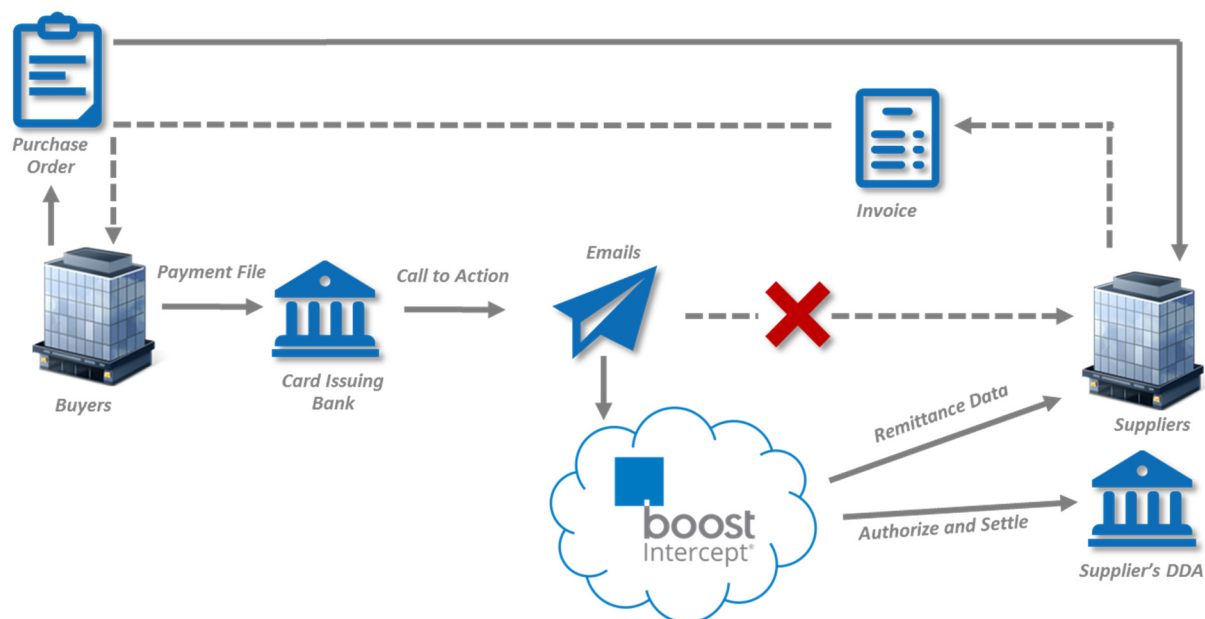 Purchase
Order
Invoice
Emails
Payment File
Call to Action
Buyers
Card Issuing
Bank
Remittance Data
Suppliers
boost
Intercept®
Authorize and Settle
Supplier's DDA